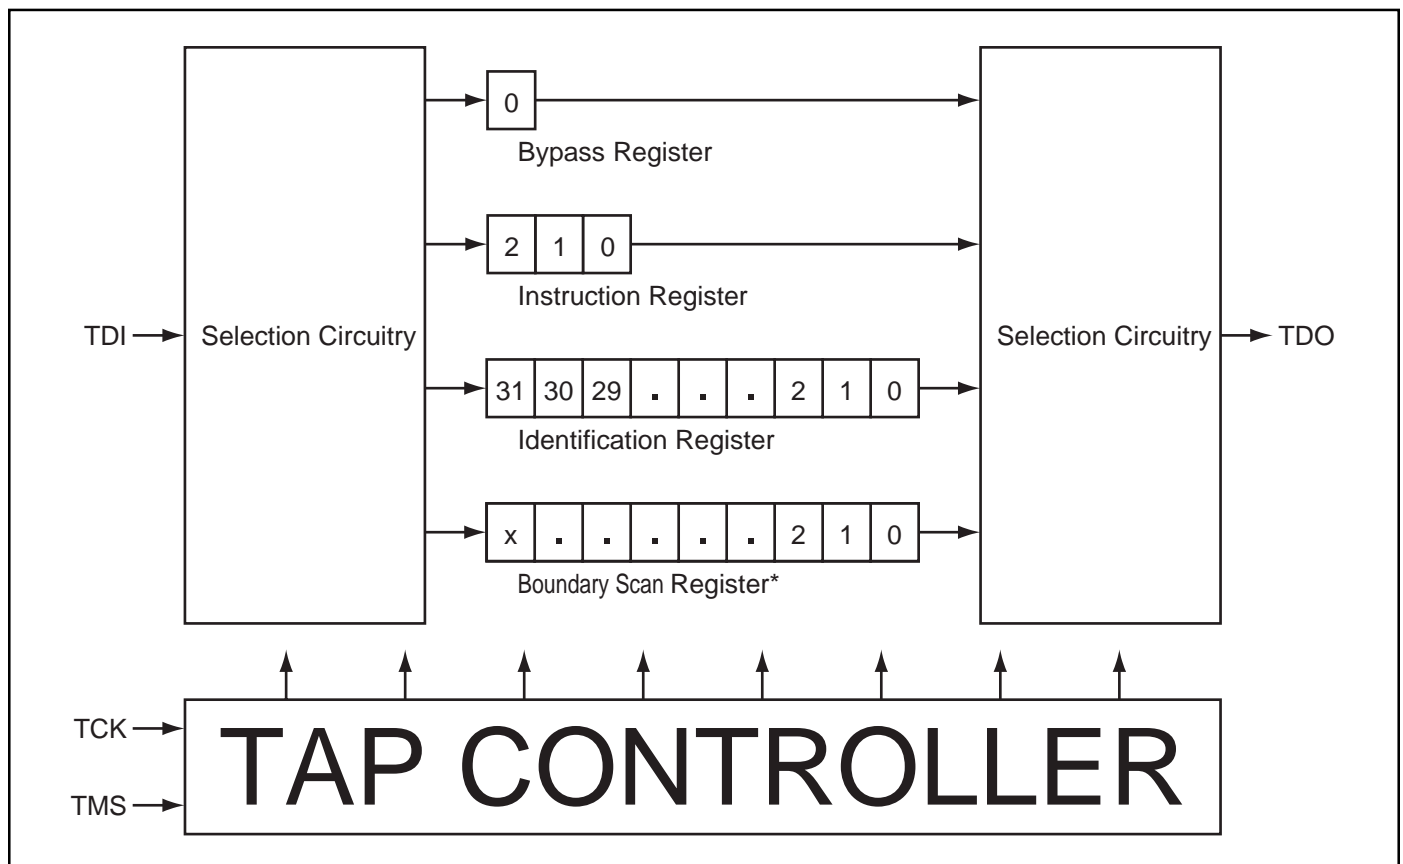 0
Bypass Register
2 1 0
Instruction Register
TDI
Selection Circuitry
Selection Circuitry
TDO
31 30 29 . . . 2 1 0
Identification Register
x . . . . . 2 1 0
Boundary Scan Register*
TCK
TAP CONTROLLER
TMS